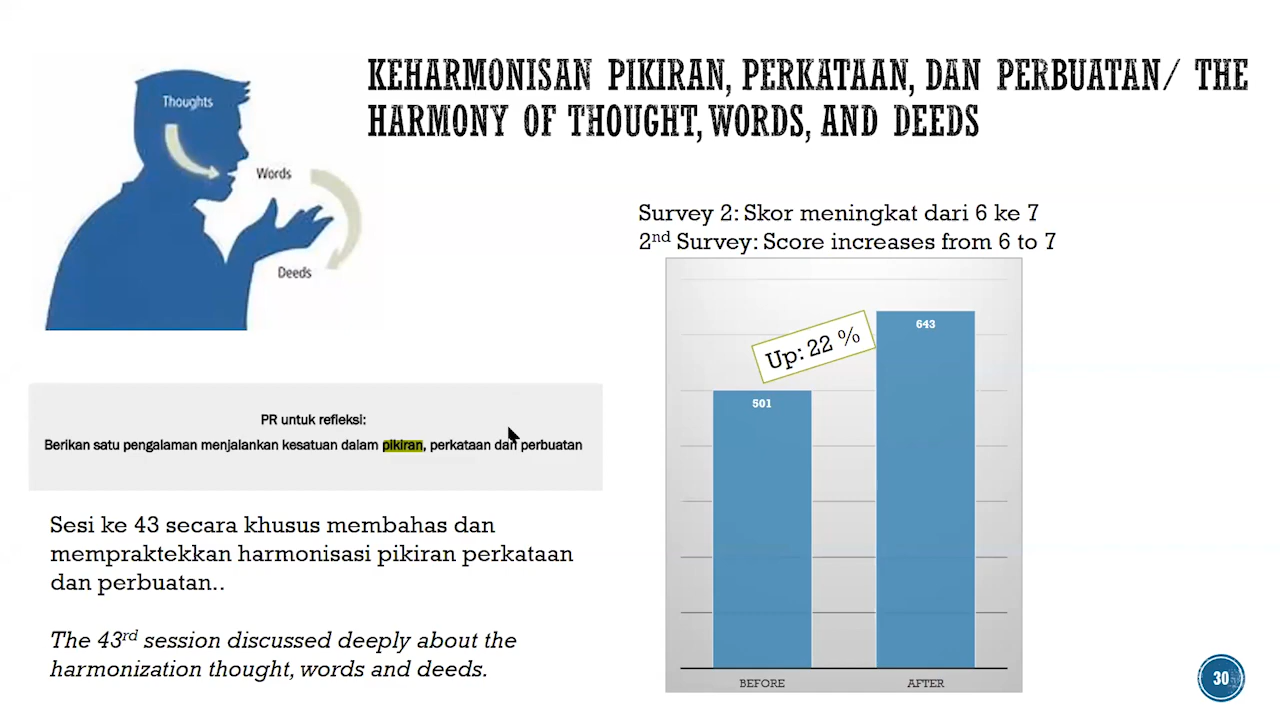 KEHARMONISAN PIKIRAN, PERKATAAN, DAN PERBUATAN/ THE
HARMONY OF THOUGHT, WORDS, AND DEEDS
Thoughts
Words
Deeds
Survey 2: Skor meningkat dari 6 ke 7
2nd Survey: Score increases from 6 to 7
Up: 22 %
643
501
BEFORE
AFTER
PR untuk refleksi:
Berikan satu pengalaman menjalankan kesatuan dalam pikiran, perkataan dan perbuatan
Sesi ke 43 secara khusus membahas dan
mempraktekkan harmonisasi pikiran perkataan
dan perbuatan..
The 43rd session discussed deeply about the
harmonization thought, words and deeds.
30